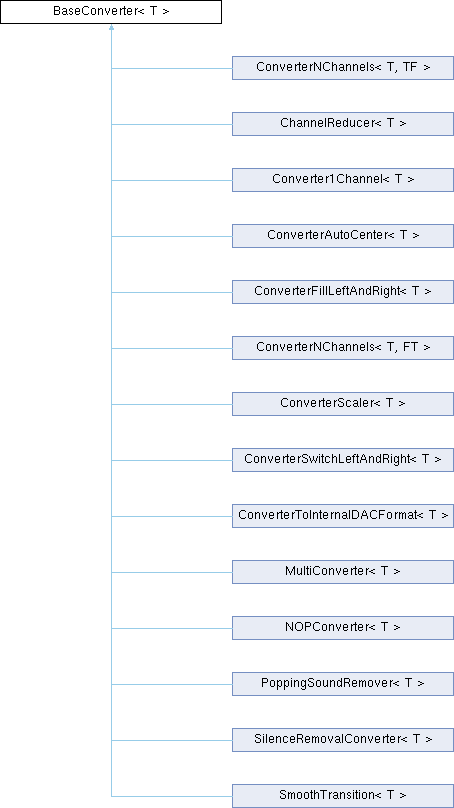 BaseConverter< T >
ConverterNChannels< T, TF >
ChannelReducer< T >
Converter1Channel< T >
ConverterAutoCenter< T >
ConverterFillLeftAndRight< T >
ConverterNChannels< T, FT >
ConverterScaler< T >
ConverterSwitchLeftAndRight< T >
ConverterToInternalDACFormat< T >
MultiConverter< T >
NOPConverter< T >
PoppingSoundRemover< T >
SilenceRemovalConverter< T >
SmoothTransition< T >